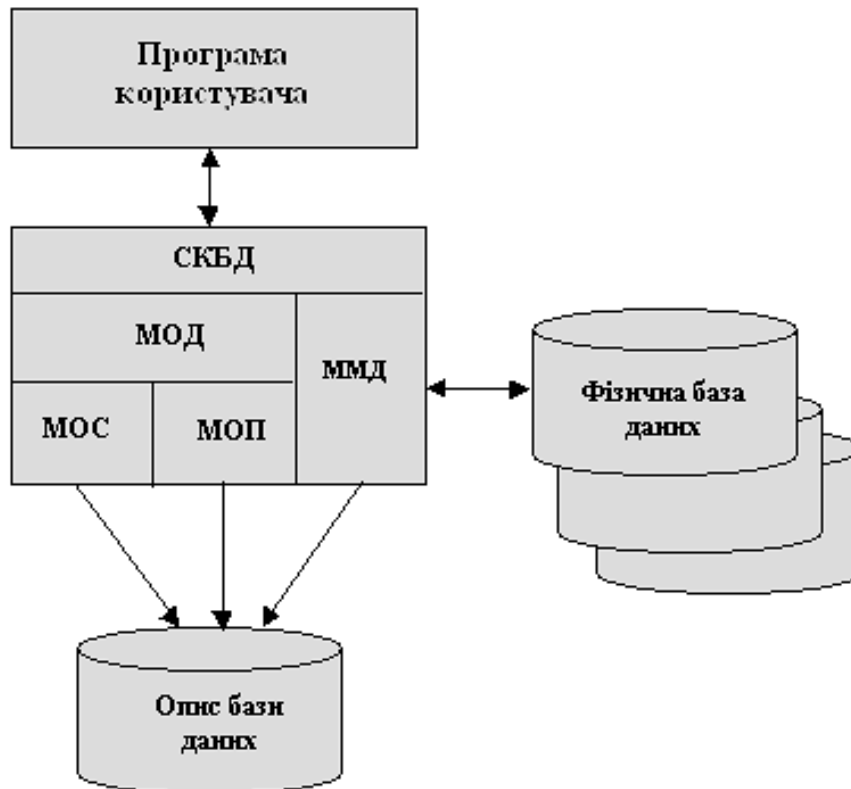 Програма
користувача
СКБД
МОД
ММД
МОС
МОП
Фізична база
даних
Опис бази
даних